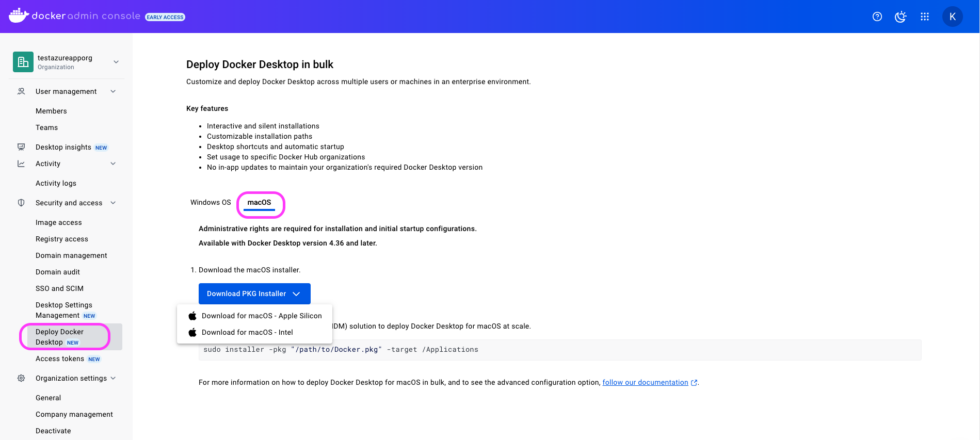 docker admin console EARLY ACCESS
K
testazureapporg
Organization
User management
Members
Teams
Desktop insights NEW
Activity
Activity logs
Security and access
Image access
Registry access
Domain management
Domain audit
SSO and SCIM
Desktop Settings
Management NEW
Deploy Docker
Desktop NEW
Access tokens NEW
Organization settings
General
Company management
Deactivate
Deploy Docker Desktop in bulk
Customize and deploy Docker Desktop across multiple users or machines in an enterprise environment.
Key features
• Interactive and silent installations
• Customizable installation paths
• Desktop shortcuts and automatic startup
• Set usage to specific Docker Hub organizations
• No in-app updates to maintain your organization's required Docker Desktop version
Windows OS macOS
Administrative rights are required for installation and initial startup configurations.
Available with Docker Desktop version 4.36 and later.
1. Download the macOS installer.
Download PKG Installer
Download for macOS - Apple Silicon
Download for macOS - Intel
DM) solution to deploy Docker Desktop for macOS at scale.
sudo installer -pkg "/path/to/Docker.pkg" -target /Applications
For more information on how to deploy Docker Desktop for macOS in bulk, and to see the advanced configuration option, follow our documentation.